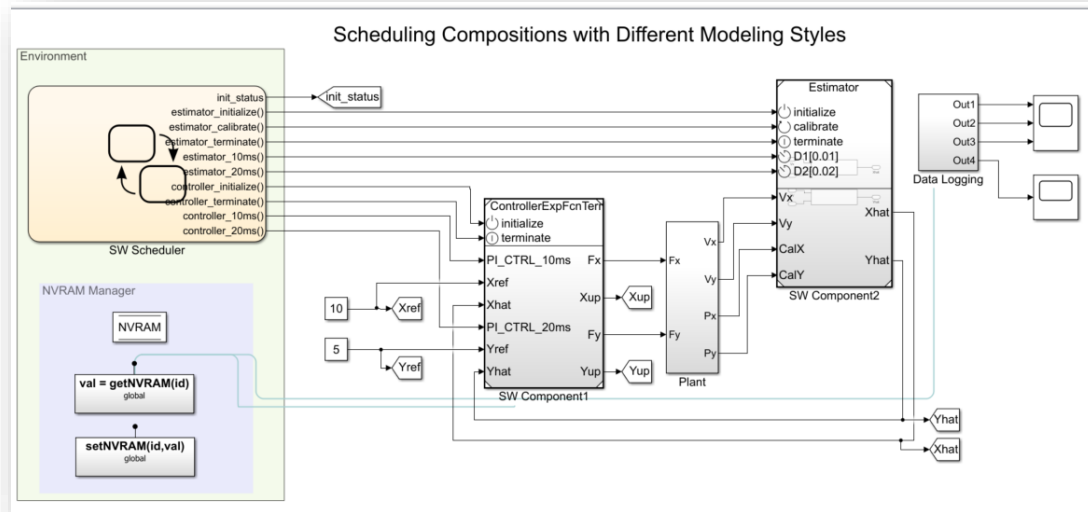 Scheduling Compositions with Different Modeling Styles
Environment
init_status
estimator_initialize()
estimator_calibrate()
estimator_terminate()
estimator_10ms()
estimator_20ms()
controller_initialize()
controller_terminate()
controller_10ms()
controller_20ms()
SW Scheduler
init_status
NVRAM Manager
NVRAM
val = getNVRAM(id)
global
setNVRAM(id,val)
global
10
Xref
5
Yref
ControllerExpFcnTerm
initialize
terminate
PI_CTRL_10ms
Xref
Xhat
PI_CTRL_20ms
Yref
Yhat
Fx
Xup
Fy
Yup
SW Component1
Xup
Yup
Fx
Fy
Vx
Vy
Px
Py
Plant
Estimator
initialize
calibrate
terminate
D1[0.01]
D2[0.02]
Vx
Vy
CalX
CalY
Xhat
Yhat
SW Component2
Out1
Out2
Out3
Out4
Data Logging
Yhat
Xhat